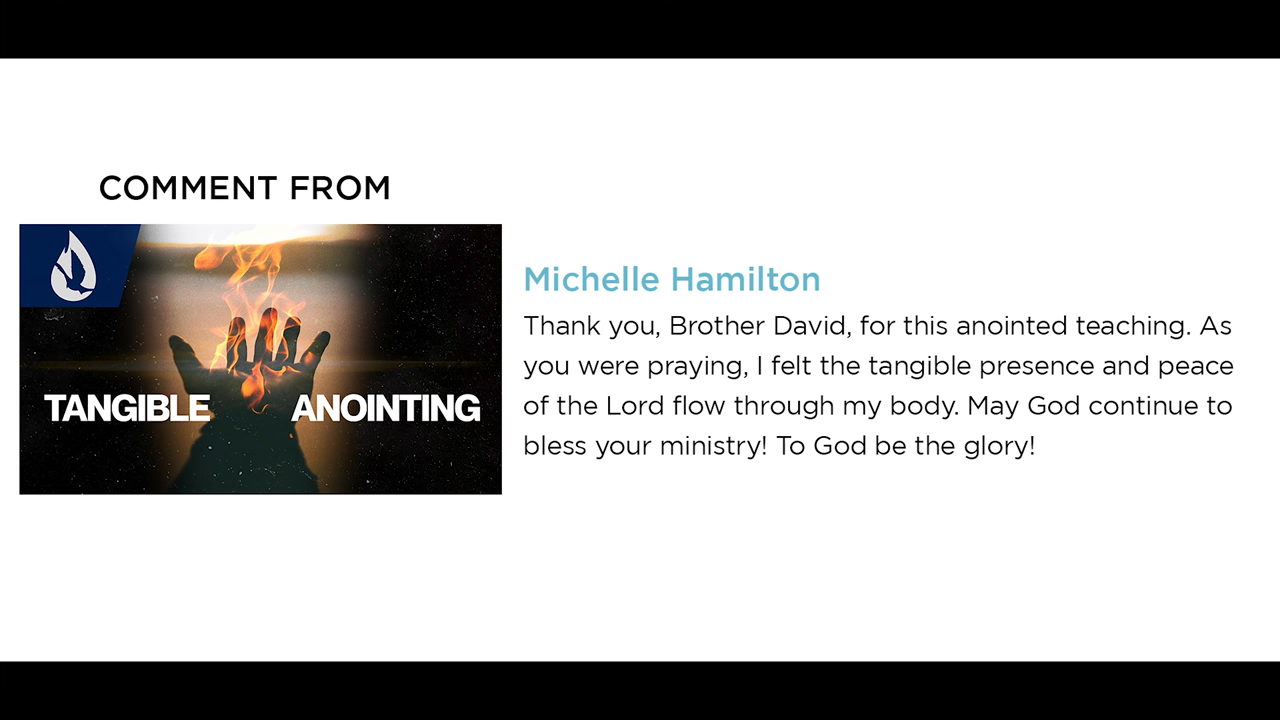 COMMENT FROM
TANGIBLE ANOINTING
Michelle Hamilton
Thank you, Brother David, for this anointed teaching. As
you were praying, I felt the tangible presence and peace
of the Lord flow through my body. May God continue to
bless your ministry! To God be the glory!